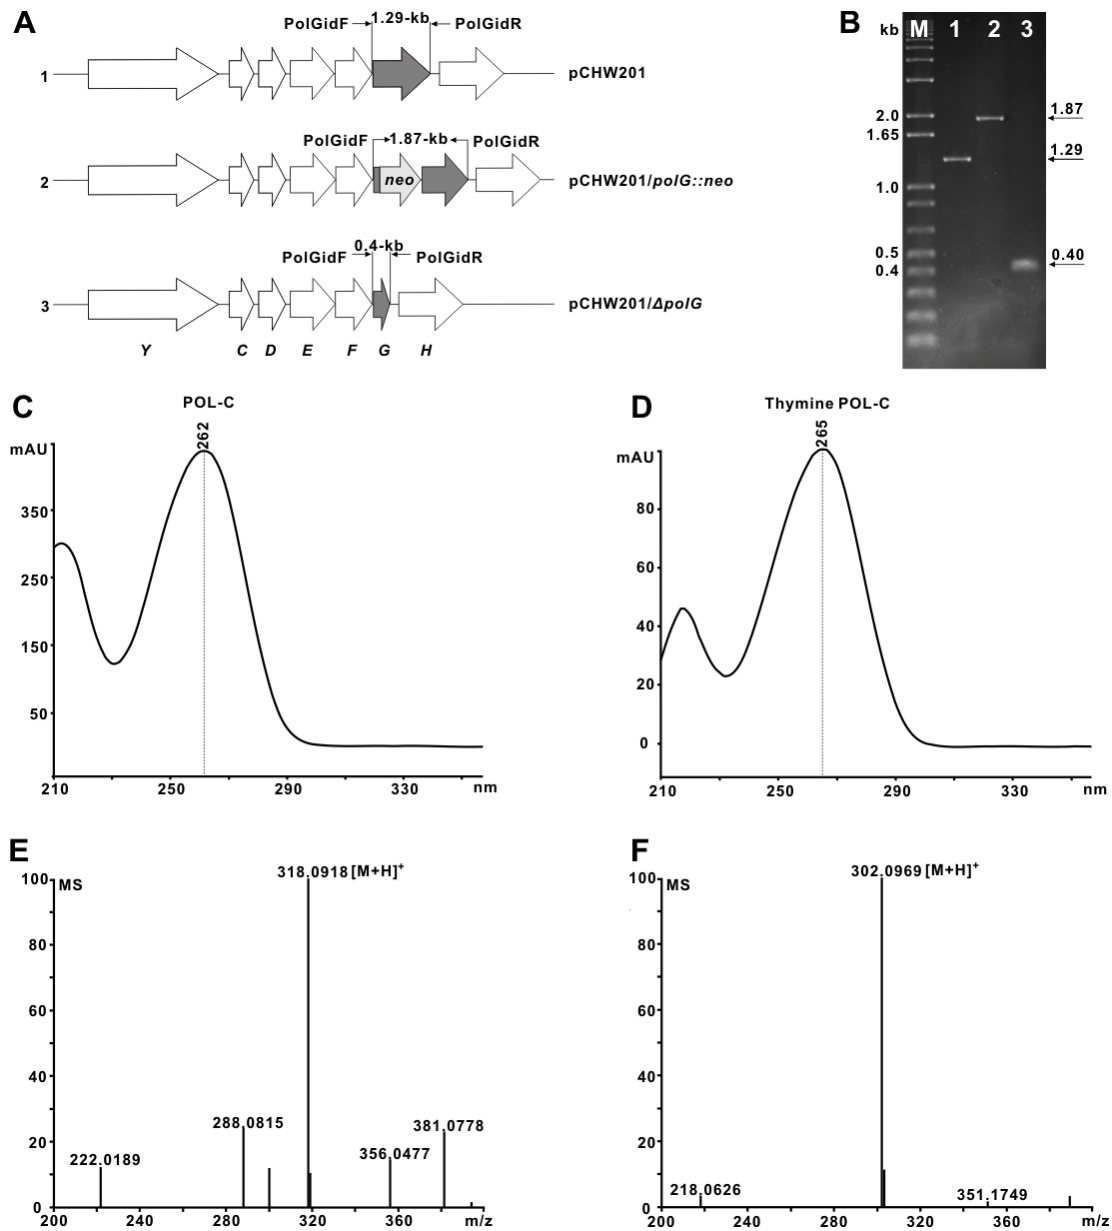 A
PolGidF 1.29-kb PolGidR
1 pCHW201
PolGidF 1.87-kb PolGidR
2 neo pCHW201/polG::neo
PolGidF 0.4-kb PolGidR
3 pCHW201/ΔpolG
Y C D E F G H
B
kb M 1 2 3
2.0
1.65
1.0
0.5
0.4
1.87
1.29
0.40
C
POL-C
mAU
262
350
250
150
50
210 250 290 330 nm
D
Thymine POL-C
mAU
265
80
60
40
20
0
210 250 290 330 nm
E
318.0918 [M+H]+
100 MS
80
60
40
20
0
222.0189
288.0815
356.0477
381.0778
200 240 280 320 360 m/z
F
302.0969 [M+H]+
100 MS
80
60
40
20
0
218.0626
351.1749
200 240 280 320 360 m/z